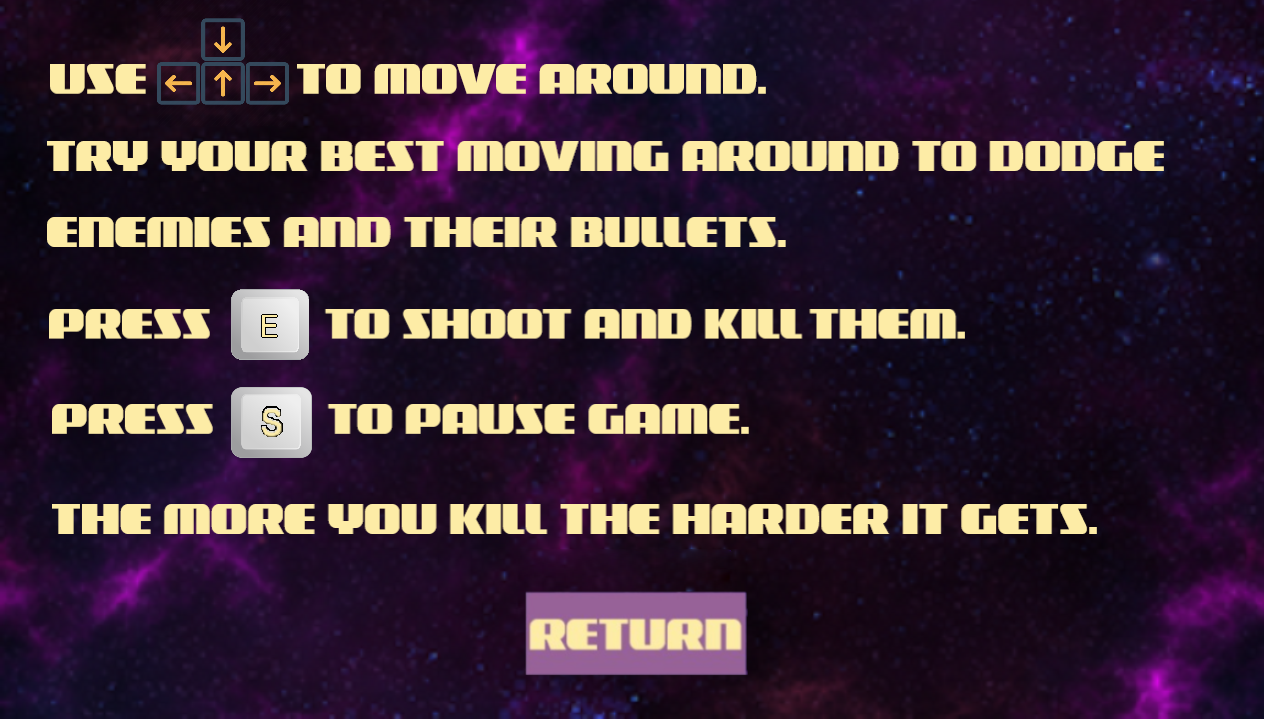 USE ↓ ← ↑ → TO MOVE AROUND.
TRY YOUR BEST MOVING AROUND TO DODGE
ENEMIES AND THEIR BULLETS.
PRESS E TO SHOOT AND KILL THEM.
PRESS S TO PAUSE GAME.
THE MORE YOU KILL THE HARDER IT GETS.
RETURN